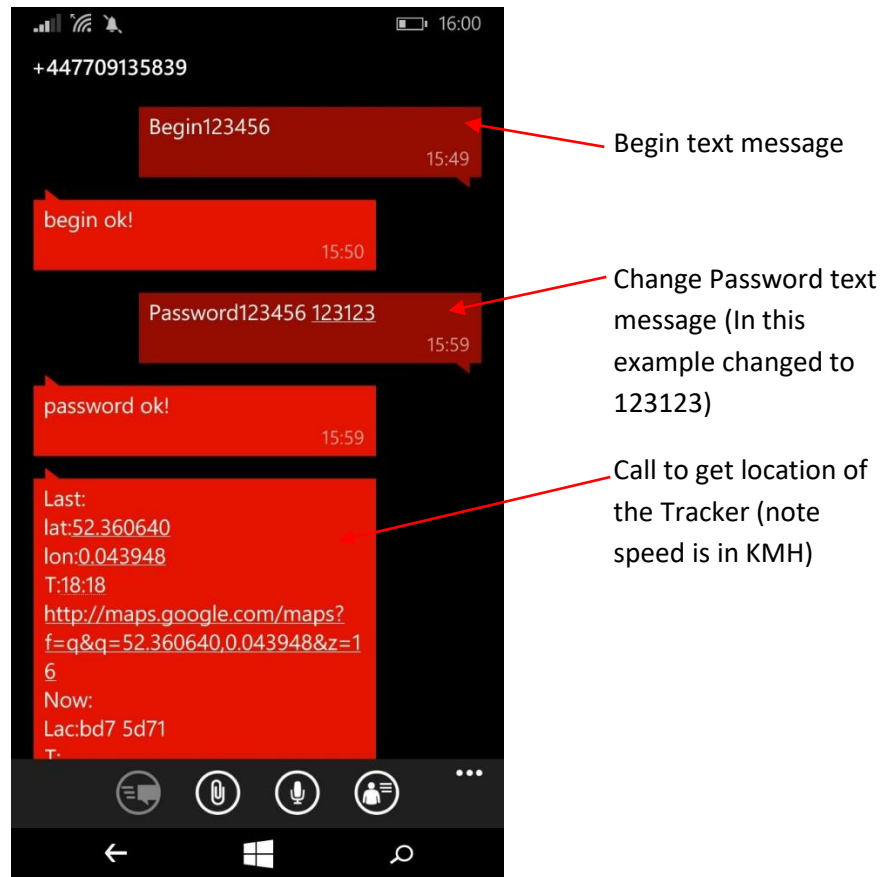 16:00
+447709135839
Begin123456
15:49
begin ok!
15:50
Password123456 123123
15:59
password ok!
15:59
Last:
lat:52.360640
lon:0.043948
T:18:18
http://maps.google.com/maps?
f=q&q=52.360640,0.043948&z=1
6
Now:
Lac:bd7 5d71
T:
Begin text message
Change Password text
message (In this
example changed to
123123)
Call to get location of
the Tracker (note
speed is in KMH)